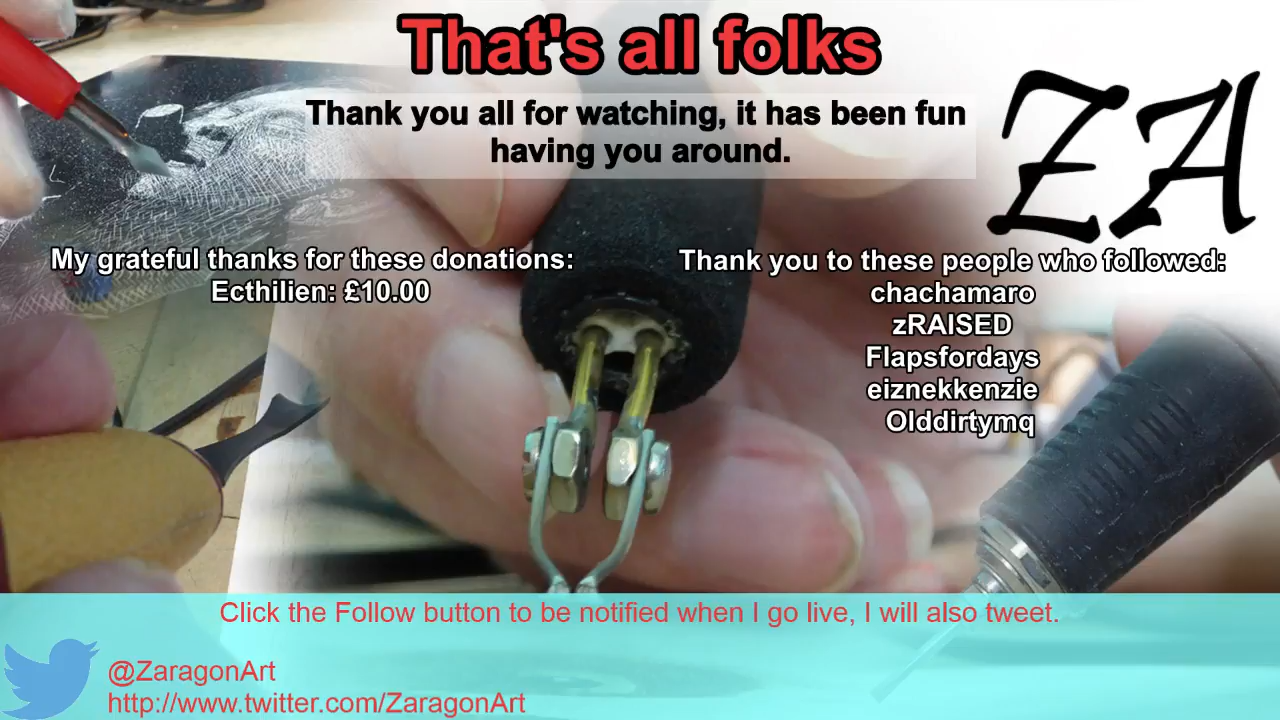 That's all folks
Thank you all for watching, it has been fun
having you around.
ZA
My grateful thanks for these donations:
Ecthilien: £10.00
Thank you to these people who followed:
chachamaro
zRAISED
Flapsfordays
eiznekkenzie
Olddirtymq
Click the Follow button to be notified when I go live, I will also tweet.
@ZaragonArt
http://www.twitter.com/ZaragonArt